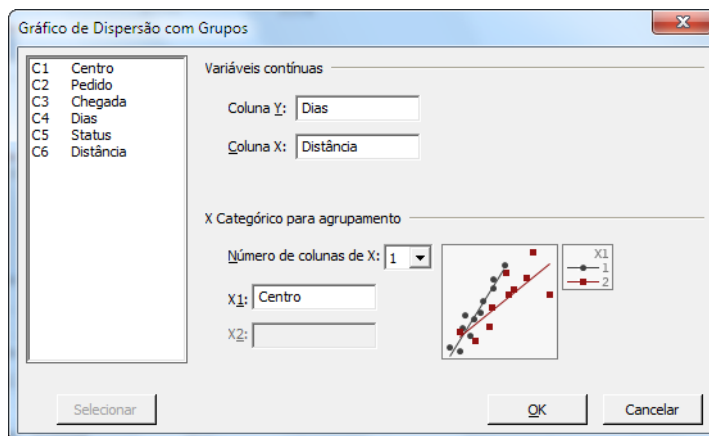 Gráfico de Dispersão com Grupos
X
C1 Centro
C2 Pedido
C3 Chegada
C4 Dias
C5 Status
C6 Distância
Variáveis contínuas
Coluna Y: Dias
Coluna X: Distância
X Categórico para agrupamento
Número de colunas de X: 1
X1: Centro
X2:
X1
1
2
Selecionar
OK
Cancelar